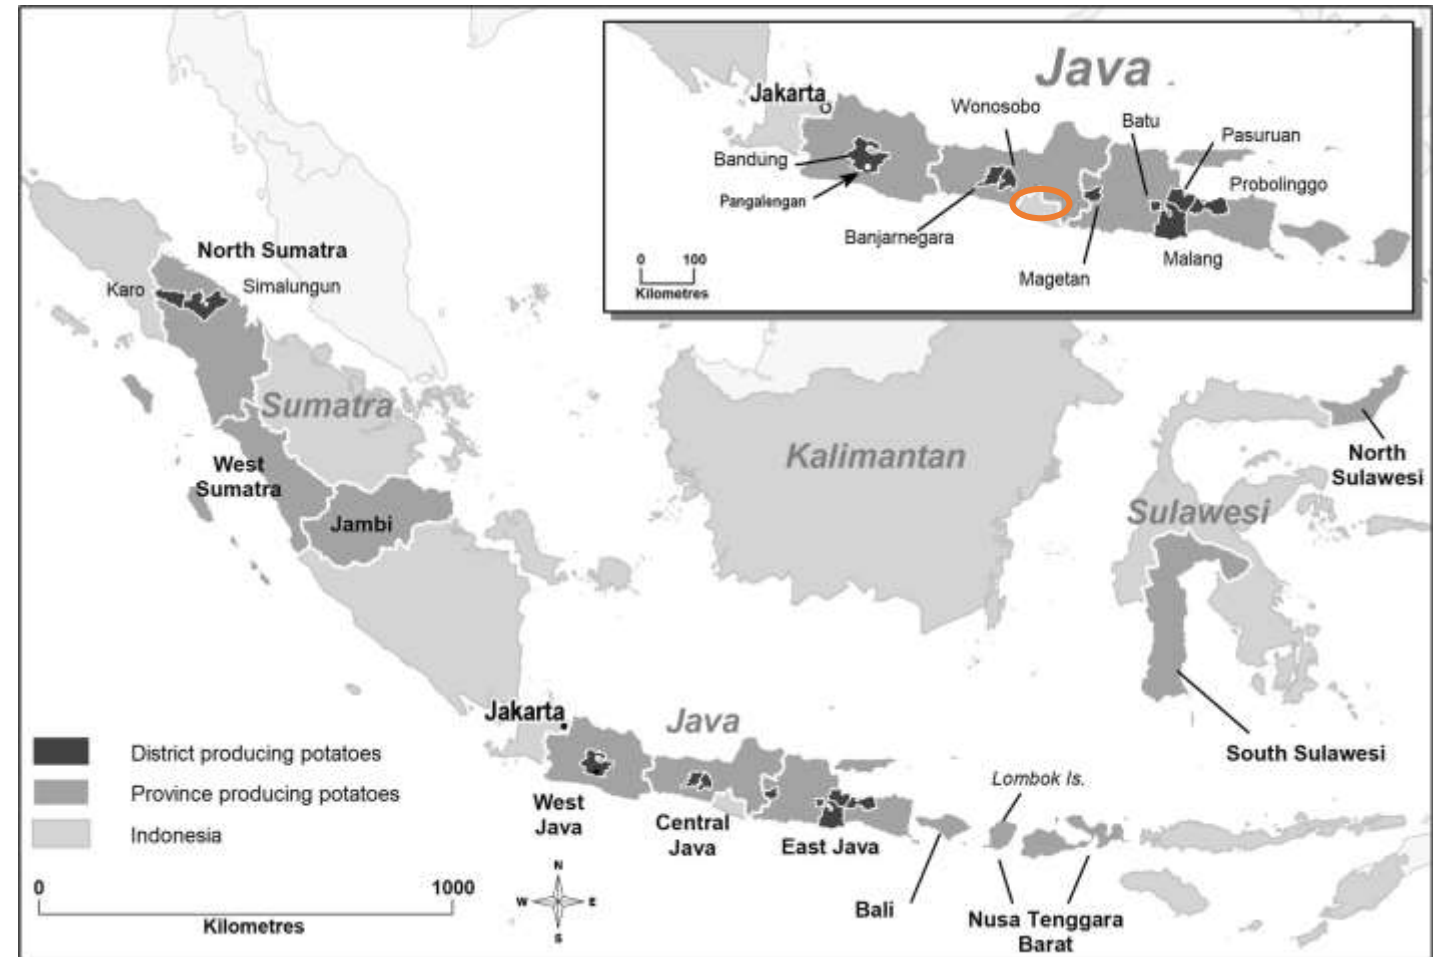 Java
Jakarta
Wonosobo
Batu
Pasuruan
Bandung
Pangalengan
Probolinggo
Banjarnegara
Malang
Magetan
0 100
Kilometres
North Sumatra
Karo
Simalungun
Sumatra
West
Sumatra
Jambi
Kalimantan
North
Sulawesi
Sulawesi
South Sulawesi
Jakarta
Java
Lombok Is.
West
Java
Central
Java
East Java
Bali
Nusa Tenggara
Barat
District producing potatoes
Province producing potatoes
Indonesia
0 1000
Kilometres
N
W E
S